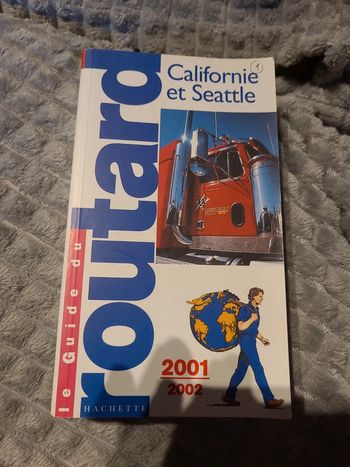 Californie
et Seattle
le Guide du
routard
2001
2002
HACHETTE